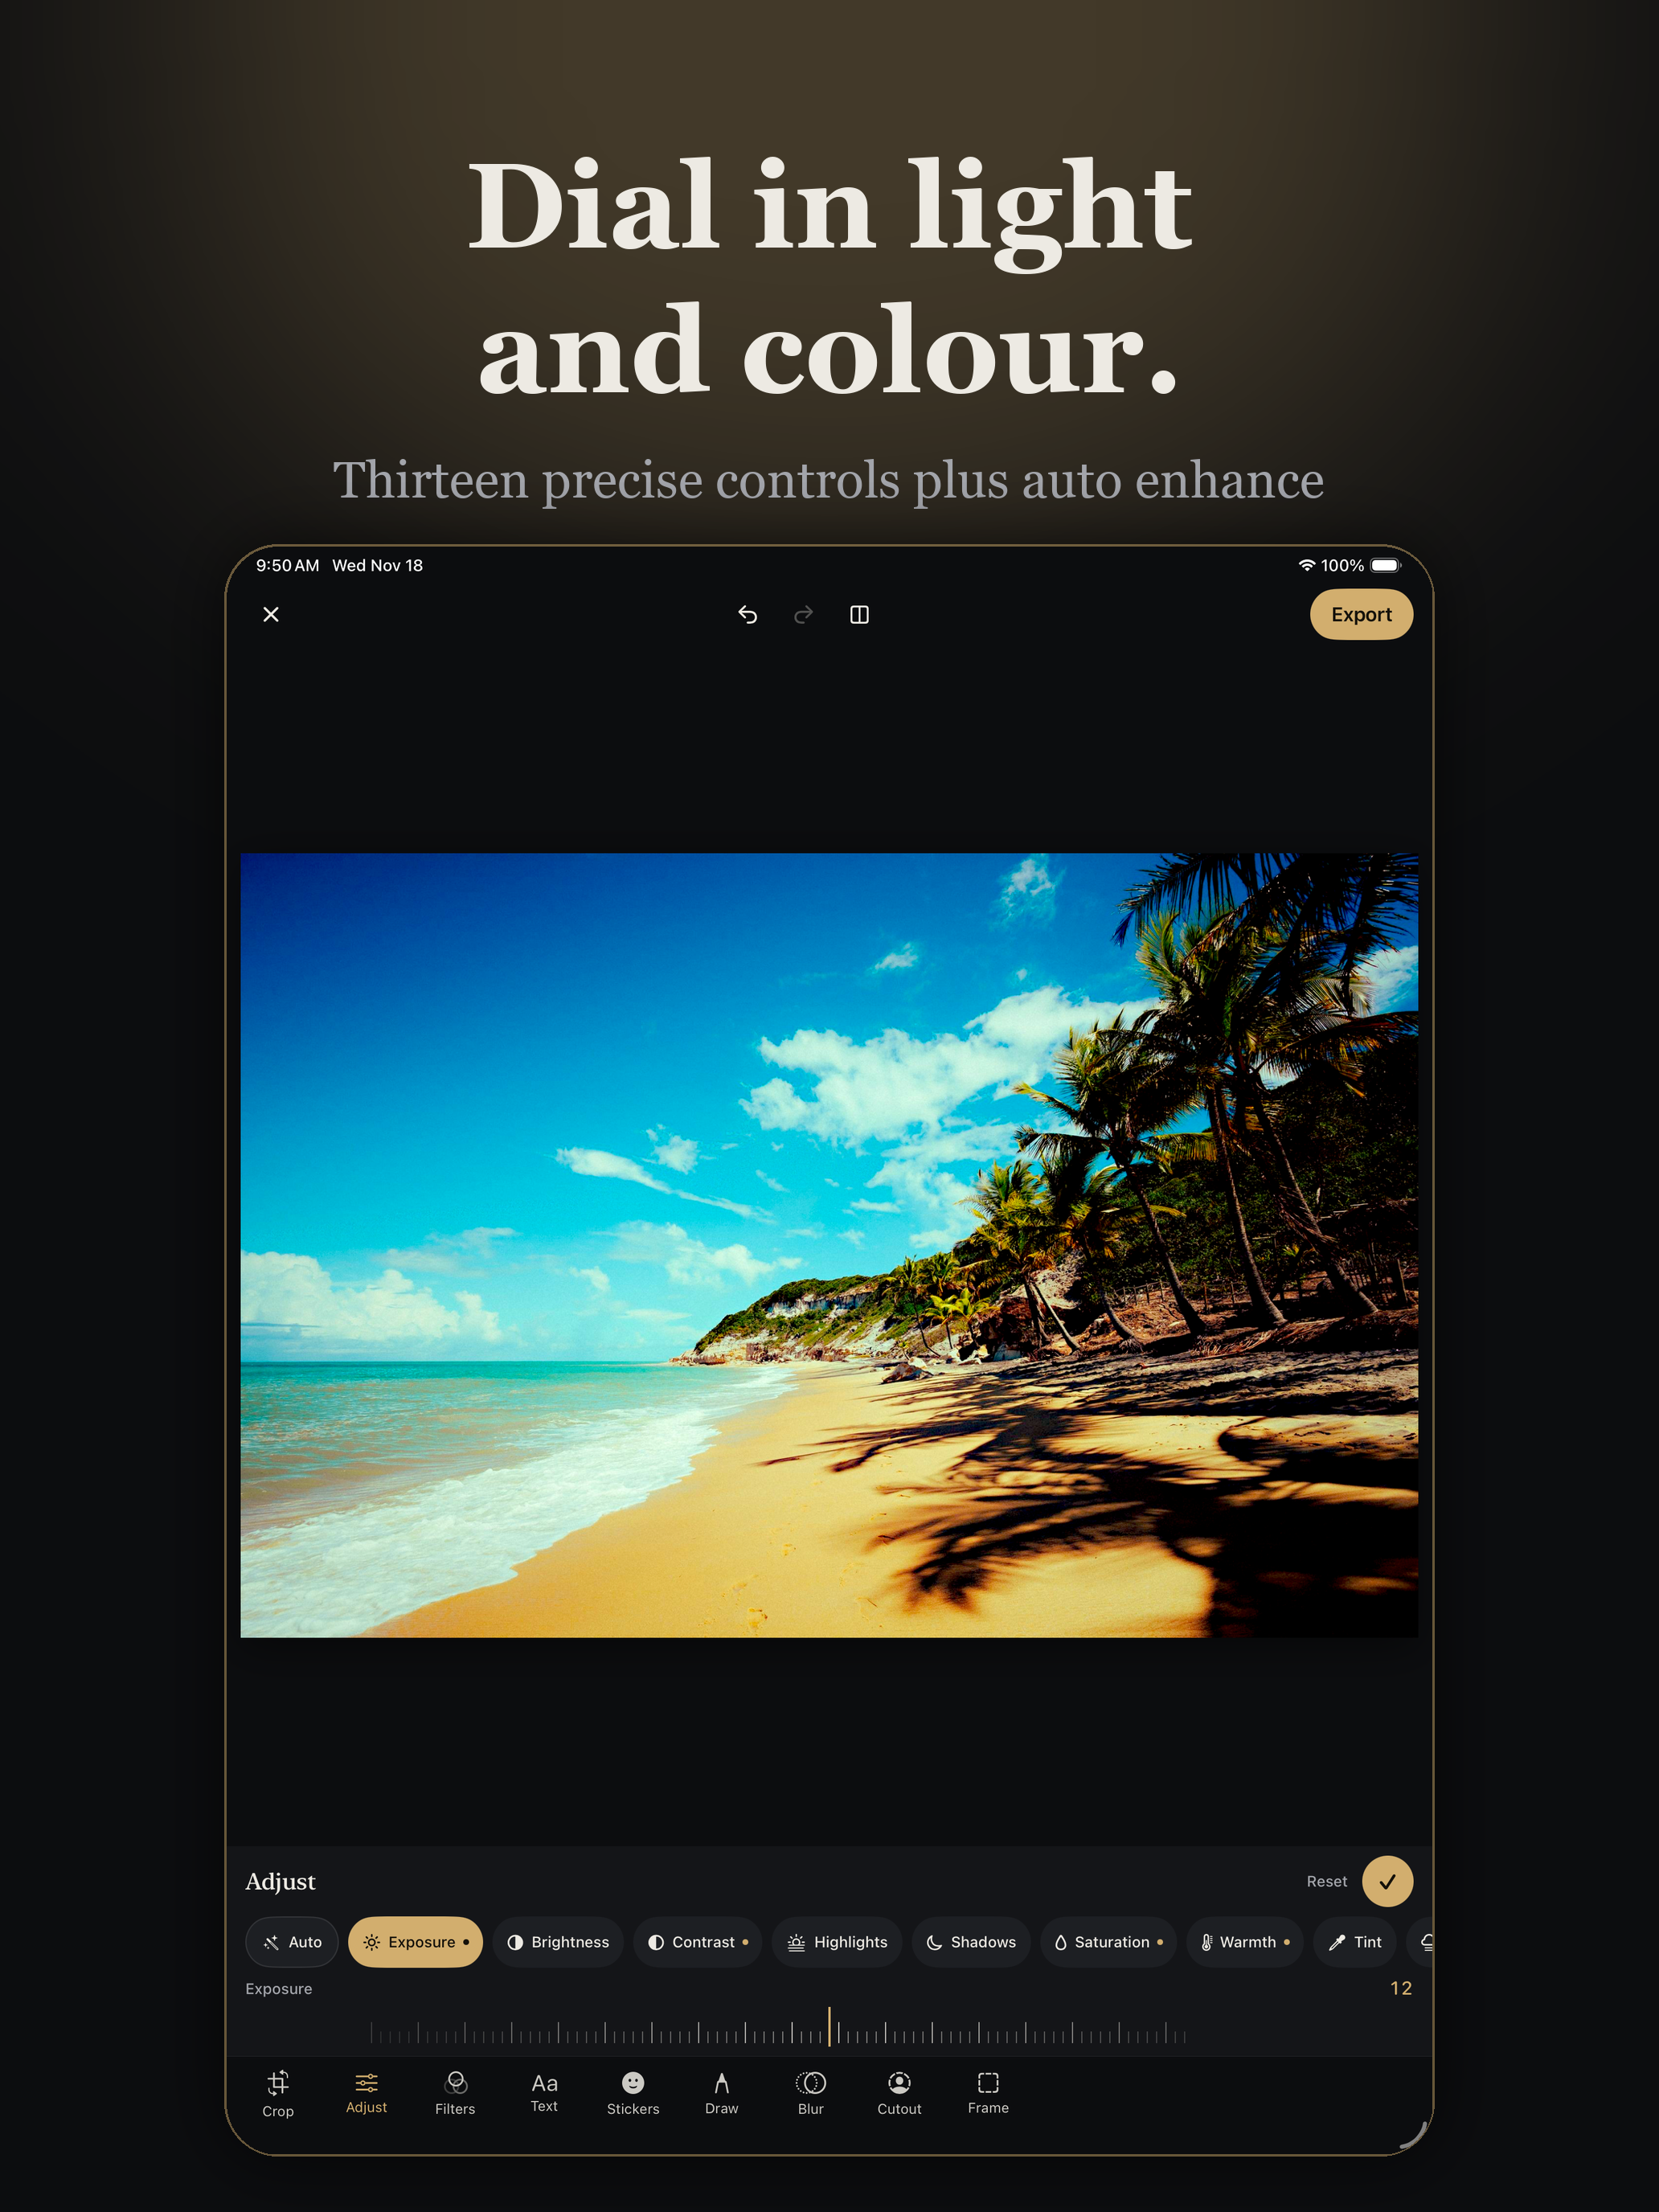 Dial in light
and colour.
Thirteen precise controls plus auto enhance
9:50 AM Wed Nov 18 100%
Export
Adjust Reset
Auto Exposure Brightness Contrast Highlights Shadows Saturation Warmth Tint
Exposure 12
Crop Adjust Filters Aa Text Stickers Draw Blur Cutout Frame